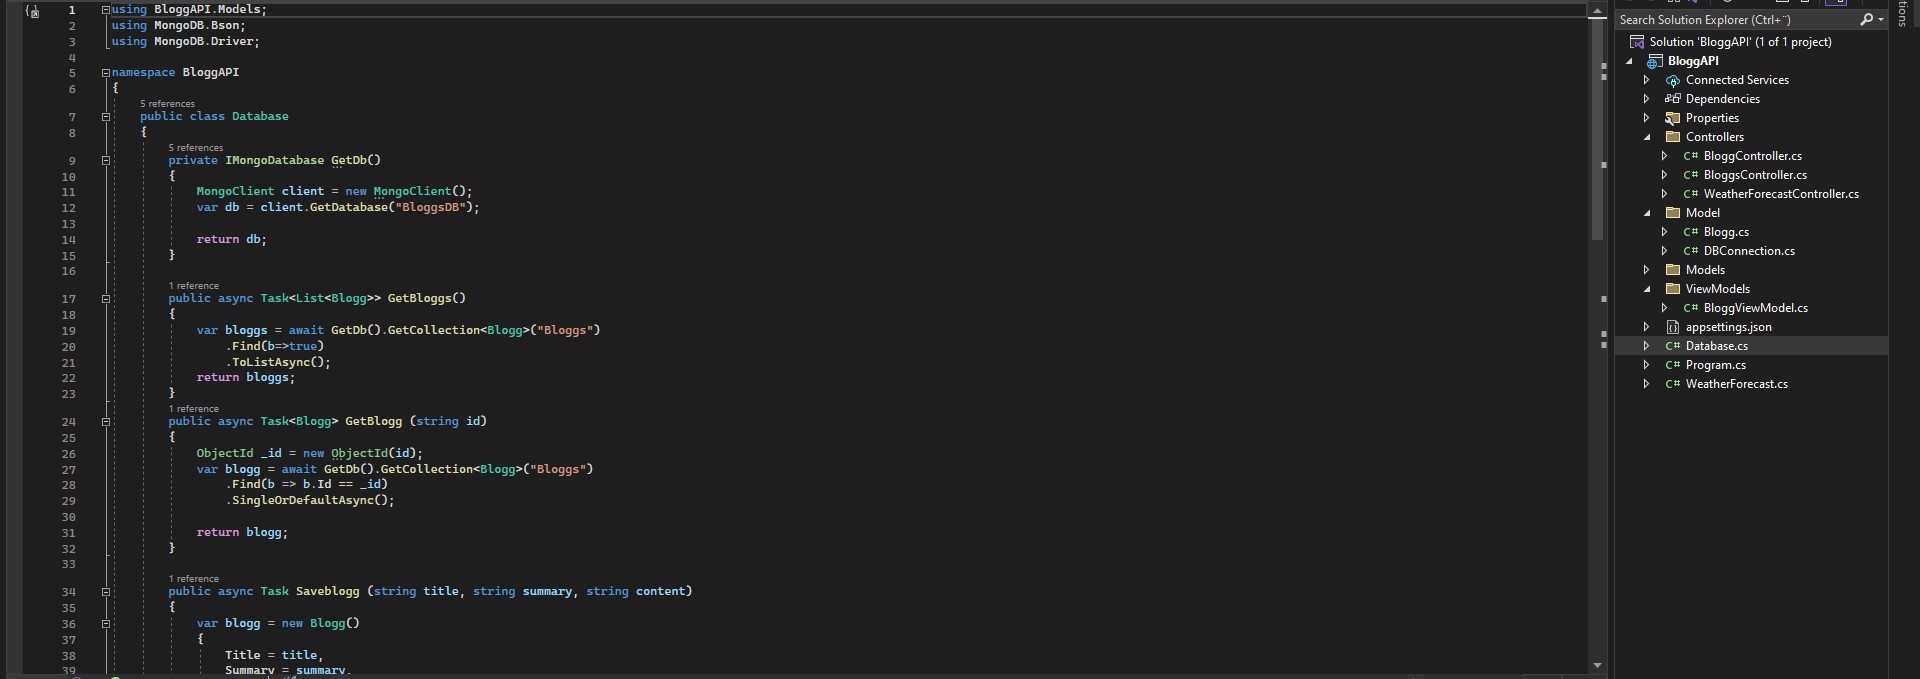 1 using BloggAPI.Models;
2 using MongoDB.Bson;
3 using MongoDB.Driver;
4
5 namespace BloggAPI
6 {
5 references
7 public class Database
8 {
5 references
9 private IMongoDatabase GetDb()
10 {
11 MongoClient client = new MongoClient();
12 var db = client.GetDatabase("BloggsDB");
13
14 return db;
15 }
16
1 reference
17 public async Task<List<Blogg>> GetBloggs()
18 {
19 var bloggs = await GetDb().GetCollection<Blogg>("Bloggs")
20 .Find(b=>true)
21 .ToListAsync();
22 return bloggs;
23 }
1 reference
24 public async Task<Blogg> GetBlogg (string id)
25 {
26 ObjectId _id = new ObjectId(id);
27 var blogg = await GetDb().GetCollection<Blogg>("Bloggs")
28 .Find(b => b.Id == _id)
29 .SingleOrDefaultAsync();
30
31 return blogg;
32 }
33
1 reference
34 public async Task Saveblogg (string title, string summary, string content)
35 {
36 var blogg = new Blogg()
37 {
38 Title = title,
39 Summary = summary,
Search Solution Explorer (Ctrl+¨)
Solution 'BloggAPI' (1 of 1 project)
BloggAPI
Connected Services
Dependencies
Properties
Controllers
C# BloggController.cs
C# BloggsController.cs
C# WeatherForecastController.cs
Model
C# Blogg.cs
C# DBConnection.cs
Models
ViewModels
C# BloggViewModel.cs
appsettings.json
C# Database.cs
C# Program.cs
C# WeatherForecast.cs